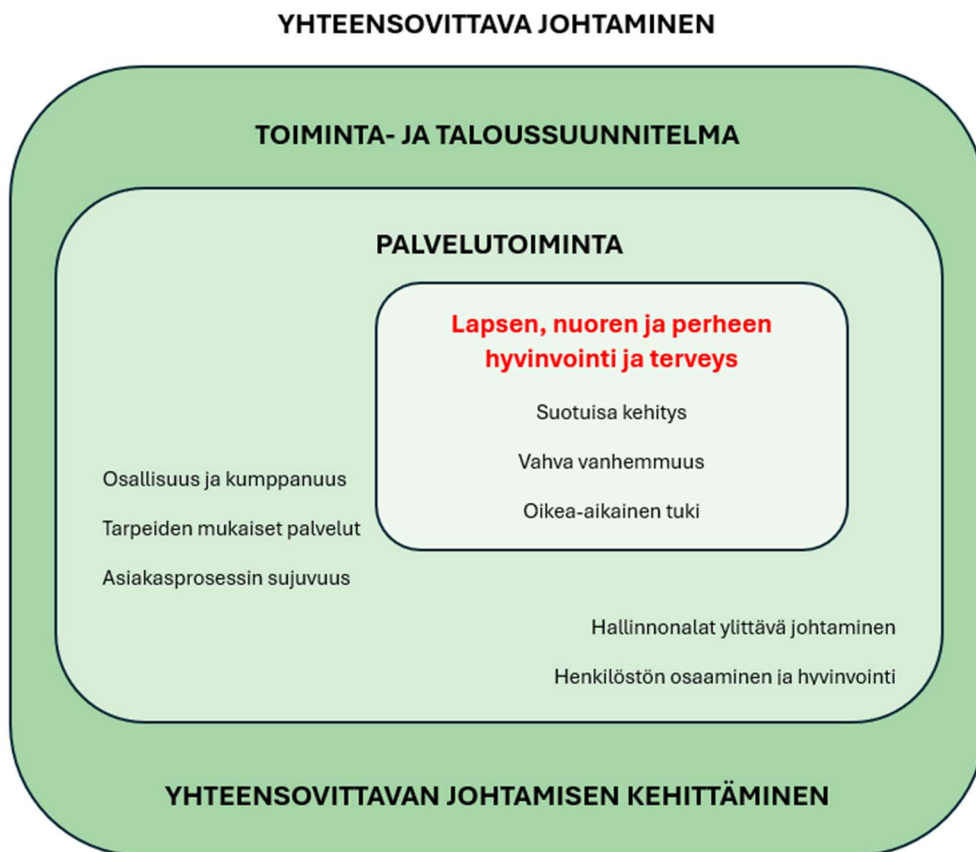 YHTEENSOVITTAVA JOHTAMINEN
TOIMINTA- JA TALOUSSUUNNITELMA
PALVELUTOIMINTA
Lapsen, nuoren ja perheen
hyvinvointi ja terveys
Suotuisa kehitys
Vahva vanhemmuus
Oikea-aikainen tuki
Osallisuus ja kumppanuus
Tarpeiden mukaiset palvelut
Asiakasprosessin sujuvuus
Hallinnonalat ylittävä johtaminen
Henkilöstön osaaminen ja hyvinvointi
YHTEENSOVITTAVAN JOHTAMISEN KEHITTÄMINEN